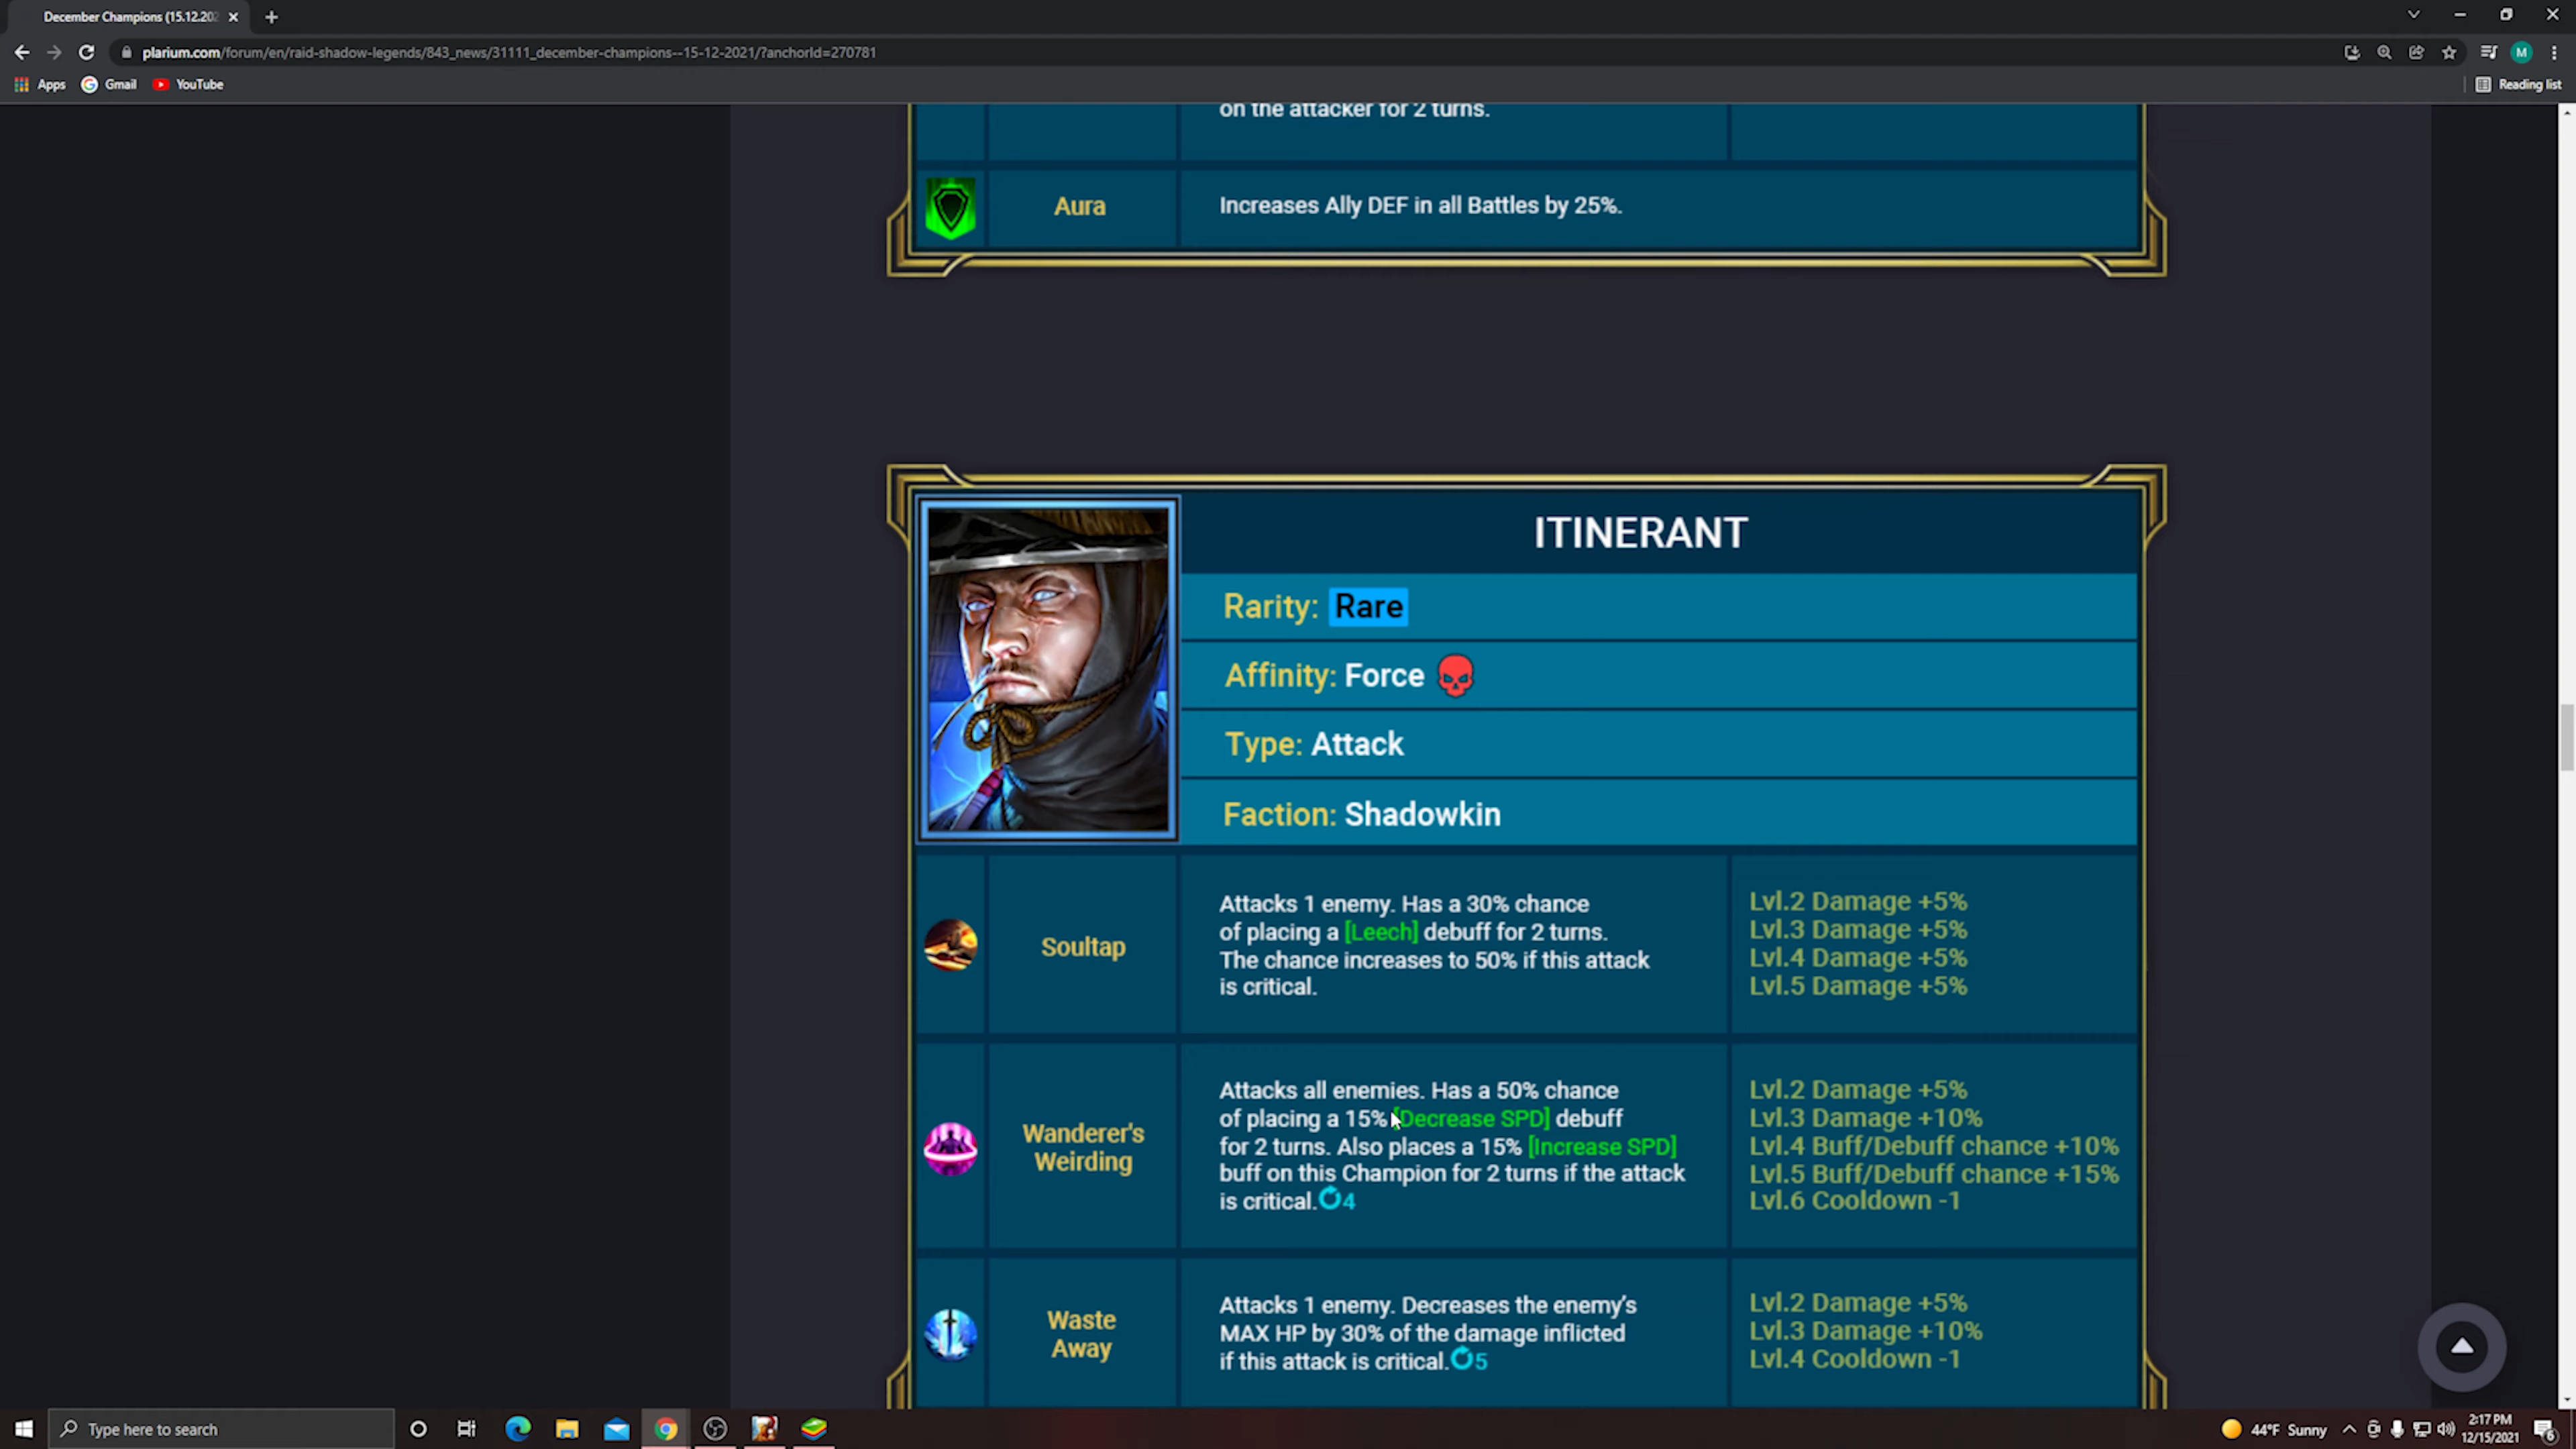 December Champions (15.12.202
plarium.com/forum/en/raid-shadow-legends/843_news/31111_december-champions--15-12-2021/?anchorId=270781
M
Apps
Gmail
YouTube
Reading list
on the attacker for 2 turns.
Aura
Increases Ally DEF in all Battles by 25%.
ITINERANT
Rarity: Rare
Affinity: Force
Type: Attack
Faction: Shadowkin
Soultap
Attacks 1 enemy. Has a 30% chance
of placing a [Leech] debuff for 2 turns.
The chance increases to 50% if this attack
is critical.
Lvl.2 Damage +5%
Lvl.3 Damage +5%
Lvl.4 Damage +5%
Lvl.5 Damage +5%
Wanderer's
Weirding
Attacks all enemies. Has a 50% chance
of placing a 15% [Decrease SPD] debuff
for 2 turns. Also places a 15% [Increase SPD]
buff on this Champion for 2 turns if the attack
is critical. 4
Lvl.2 Damage +5%
Lvl.3 Damage +10%
Lvl.4 Buff/Debuff chance +10%
Lvl.5 Buff/Debuff chance +15%
Lvl.6 Cooldown -1
Waste
Away
Attacks 1 enemy. Decreases the enemy's
MAX HP by 30% of the damage inflicted
if this attack is critical. 5
Lvl.2 Damage +5%
Lvl.3 Damage +10%
Lvl.4 Cooldown -1
Type here to search
44°F Sunny
2:17 PM
12/15/2021
6